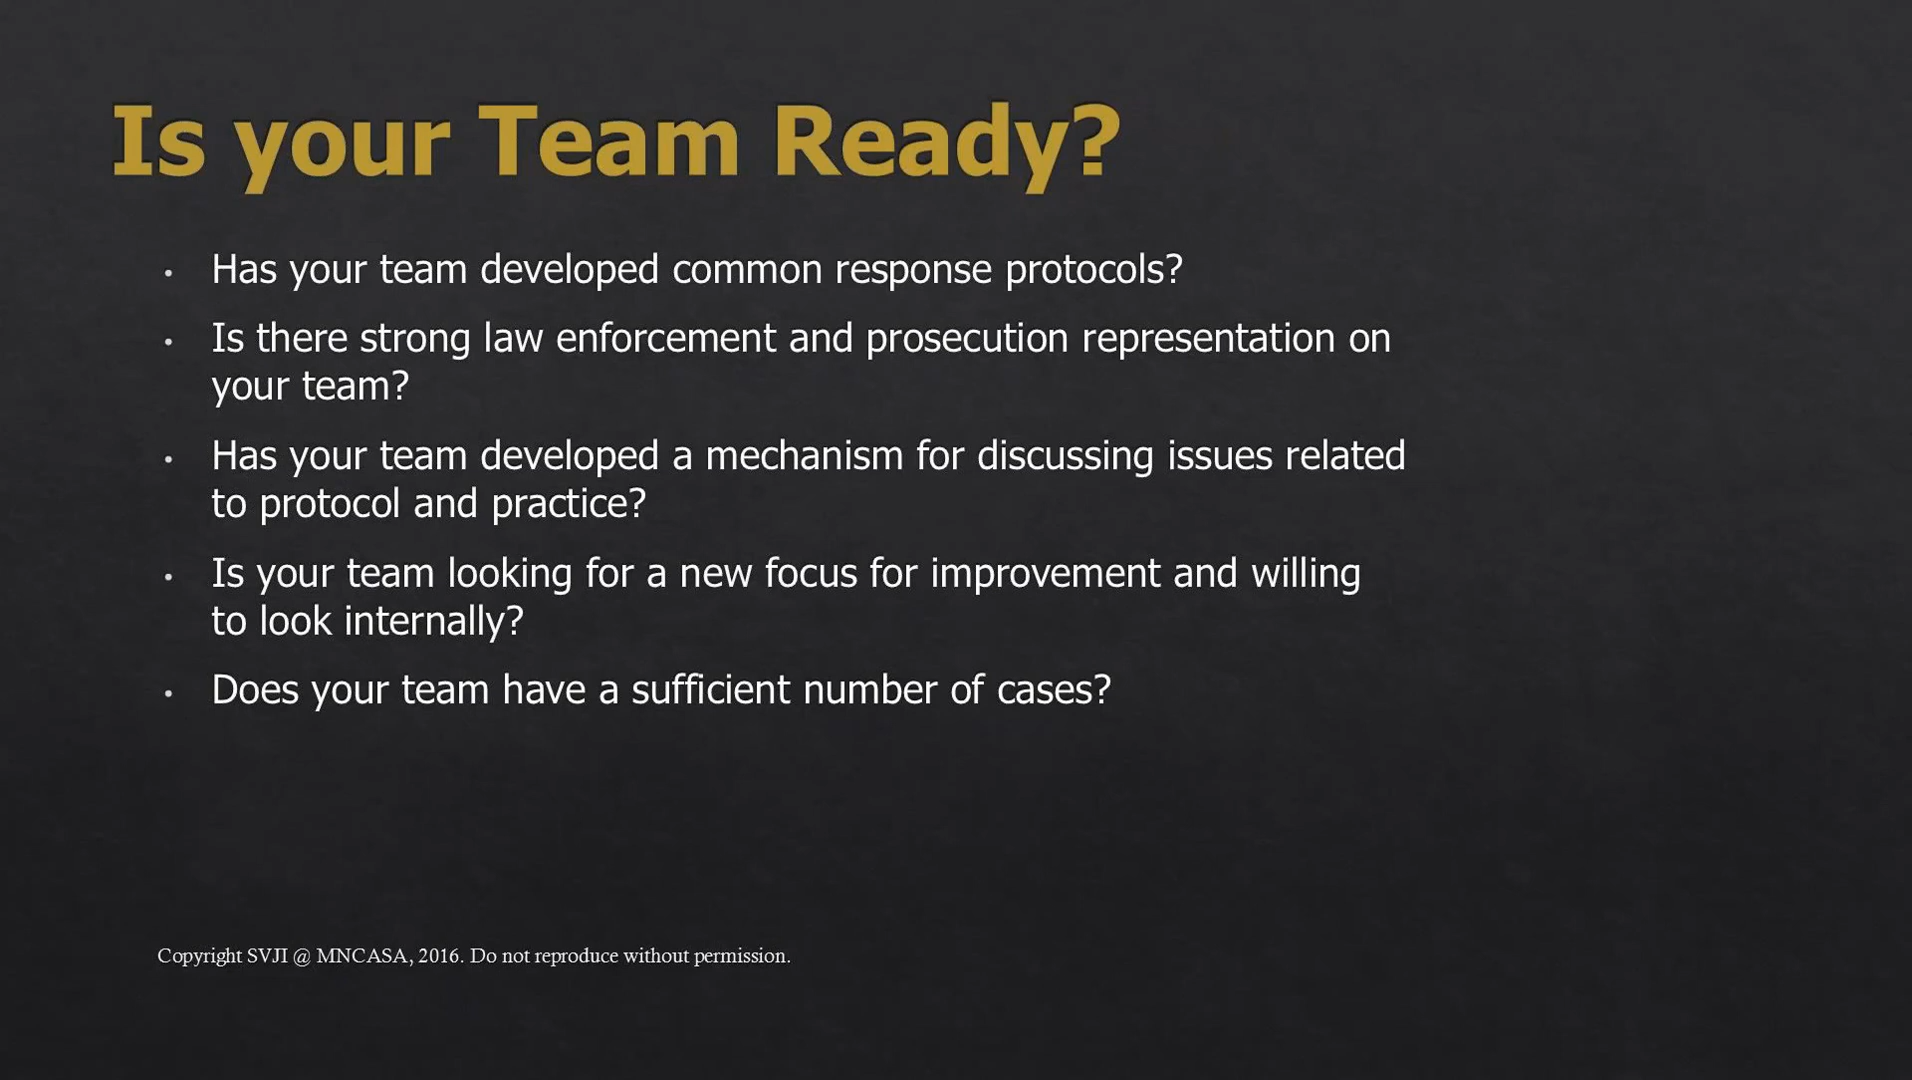 Is your Team Ready?
• Has your team developed common response protocols?
• Is there strong law enforcement and prosecution representation on
your team?
• Has your team developed a mechanism for discussing issues related
to protocol and practice?
• Is your team looking for a new focus for improvement and willing
to look internally?
• Does your team have a sufficient number of cases?
Copyright SVJI @ MNCASA, 2016. Do not reproduce without permission.